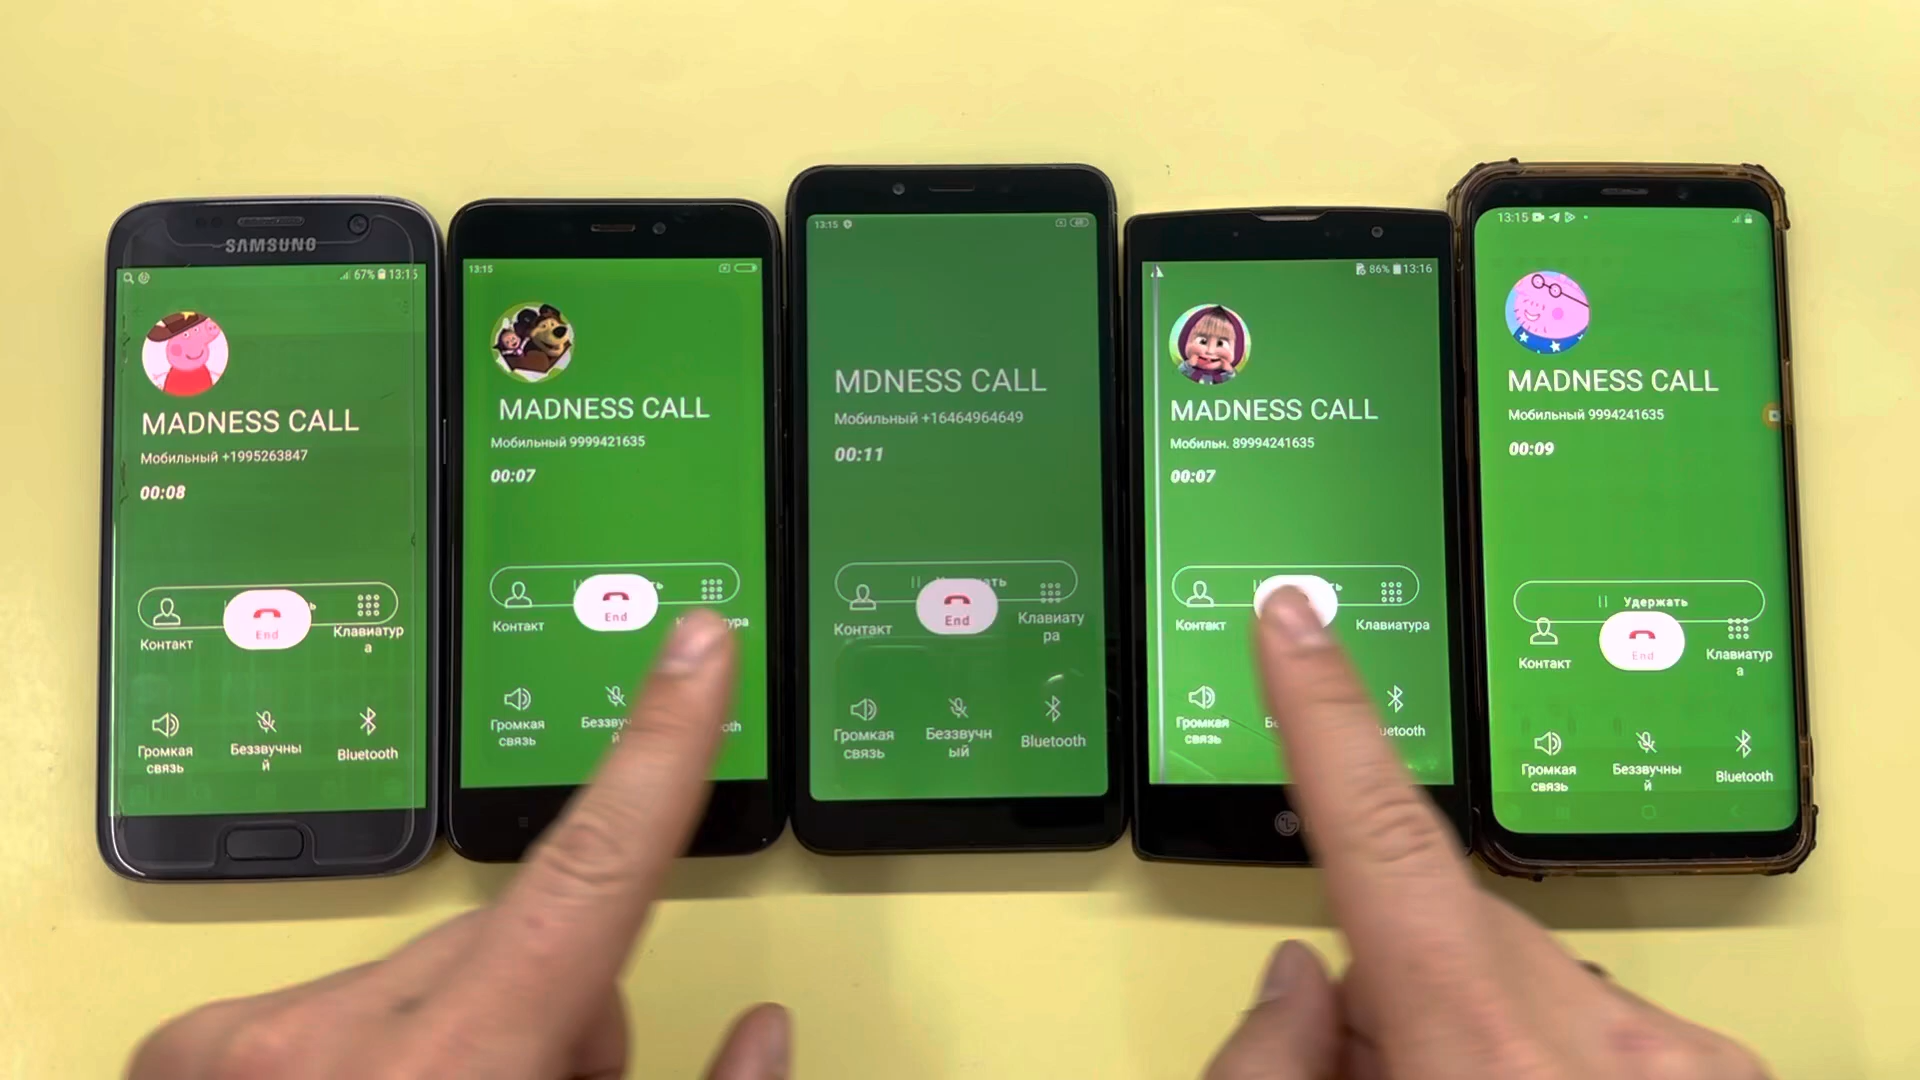 SAMSUNG
67% 13:15
MADNESS CALL
Мобильный +1995263847
00:08
End
Контакт
Клавиатур
а
Громкая
связь
Беззвучны
й
Bluetooth
13:15
MADNESS CALL
Мобильный 9999421635
00:07
End
Контакт
Громкая
связь
13:15
MDNESS CALL
Мобильный +16464964649
00:11
End
Контакт
Клавиату
ра
Громкая
связь
Беззвучн
ый
Bluetooth
86% 13:16
MADNESS CALL
Мобильн. 89994241635
00:07
Контакт
Клавиатура
Громкая
связь
LG
13:15
MADNESS CALL
Мобильный 9994241635
00:09
Удержать
End
Контакт
Клавиатур
а
Громкая
связь
Беззвучны
й
Bluetooth